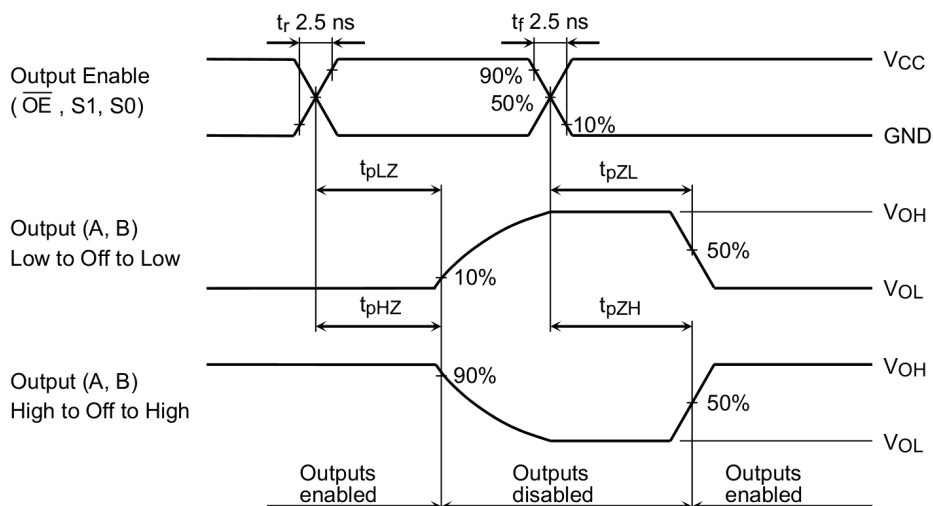 tr 2.5 ns
tf 2.5 ns
Output Enable
( OE , S1, S0)
90%
50%
10%
VCC
GND
tpLZ
tpZL
Output (A, B)
Low to Off to Low
10%
50%
VOH
VOL
tpHZ
tpZH
Output (A, B)
High to Off to High
90%
50%
VOH
VOL
Outputs
enabled
Outputs
disabled
Outputs
enabled